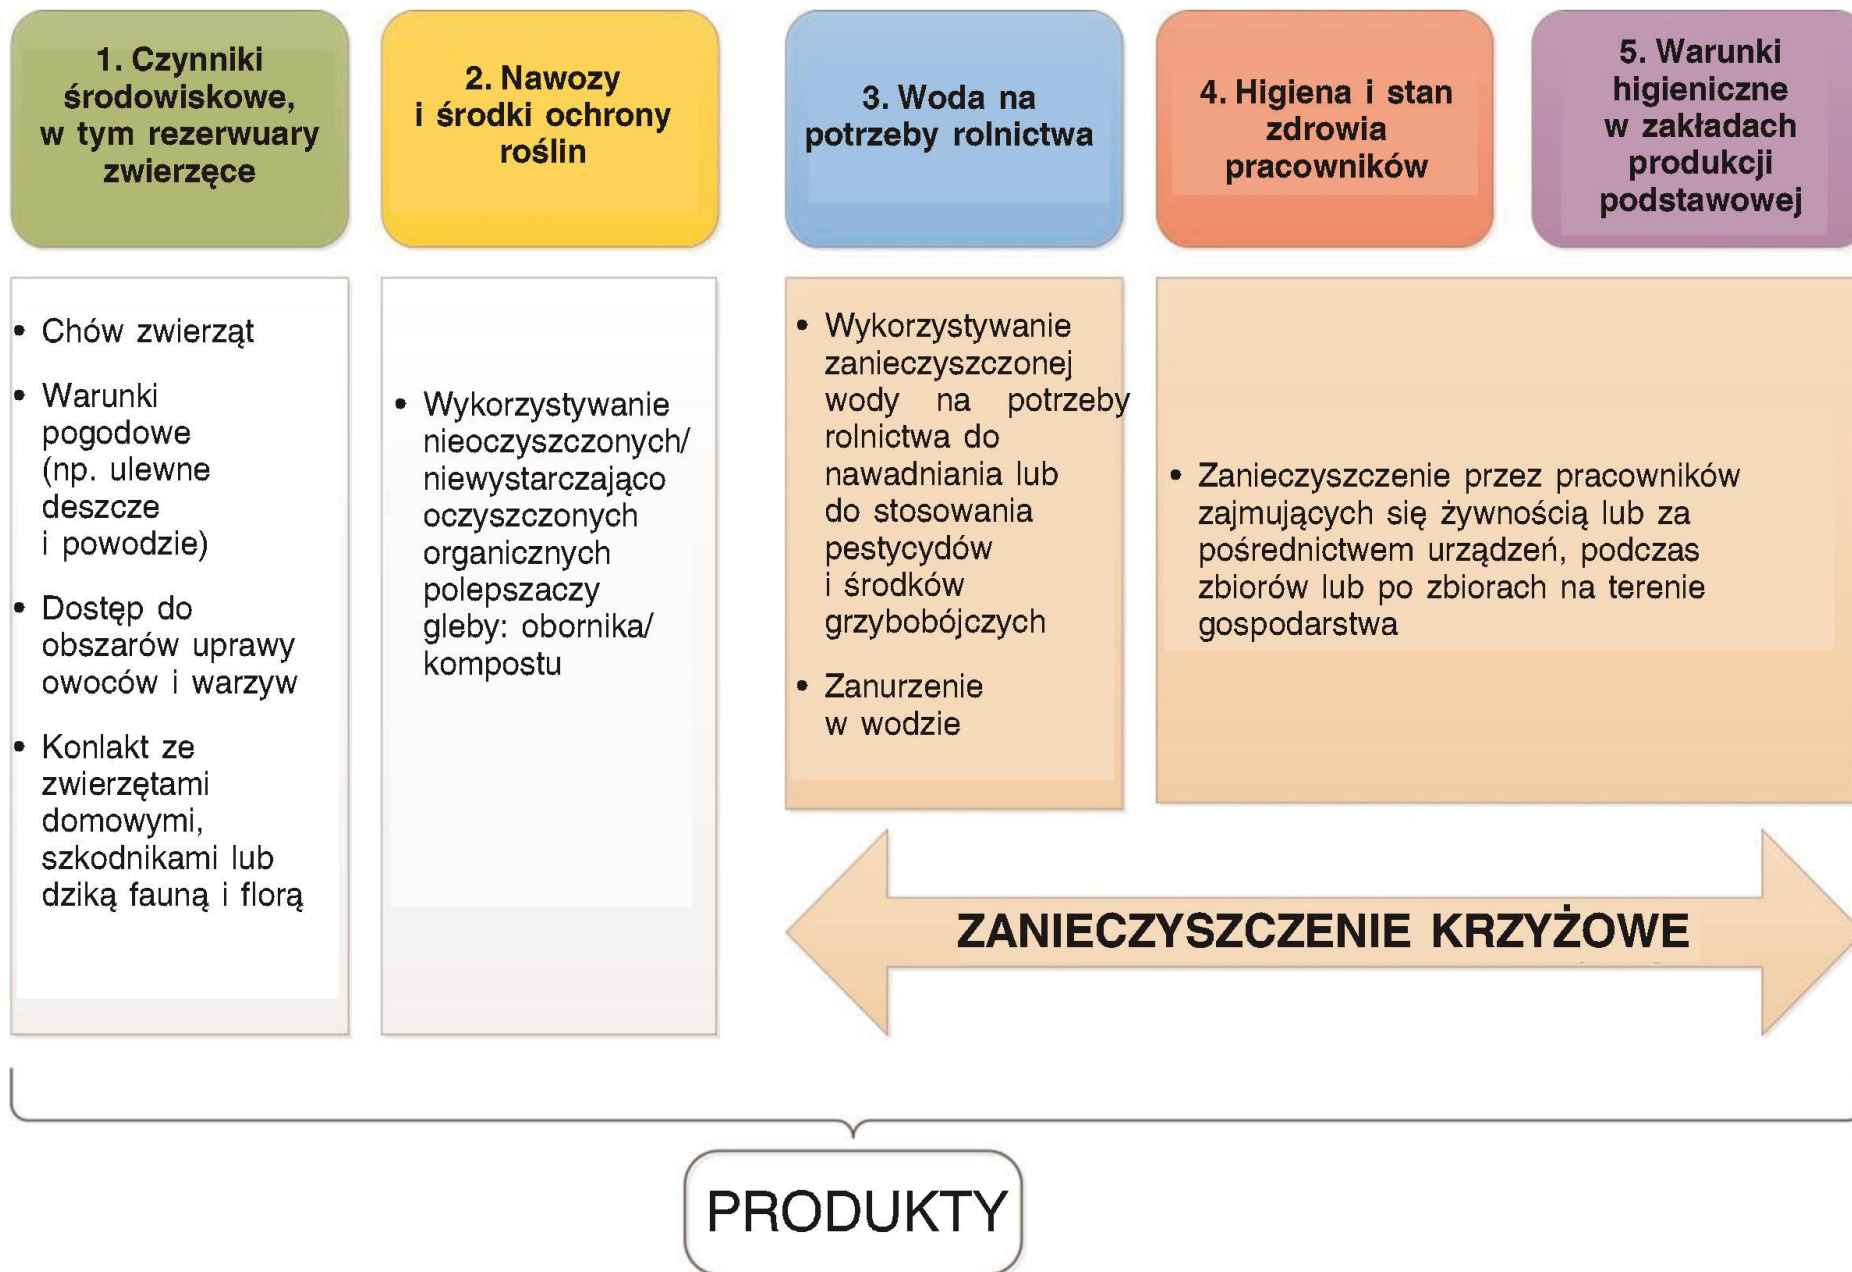 1. Czynniki
środowiskowe,
w tym rezerwuary
zwierzęce
2. Nawozy
i środki ochrony
roślin
3. Woda na
potrzeby rolnictwa
4. Higiena i stan
zdrowia
pracowników
5. Warunki
higieniczne
w zakładach
produkcji
podstawowej
• Chów zwierząt
• Warunki
pogodowe
(np. ulewne
deszcze
i powodzie)
• Dostęp do
obszarów uprawy
owoców i warzyw
• Konlakt ze
zwierzętami
domowymi,
szkodnikami lub
dziką fauną i florą
• Wykorzystywanie
nieoczyszczonych/
niewystarczająco
oczyszczonych
organicznych
polepszaczy
gleby: obornika/
kompostu
• Wykorzystywanie
zanieczyszczonej
wody na potrzeby
rolnictwa do
nawadniania lub
do stosowania
pestycydów
i środków
grzybobójczych
• Zanurzenie
w wodzie
• Zanieczyszczenie przez pracowników
zajmujących się żywnością lub za
pośrednictwem urządzeń, podczas
zbiorów lub po zbiorach na terenie
gospodarstwa
ZANIECZYSZCZENIE KRZYŻOWE
PRODUKTY